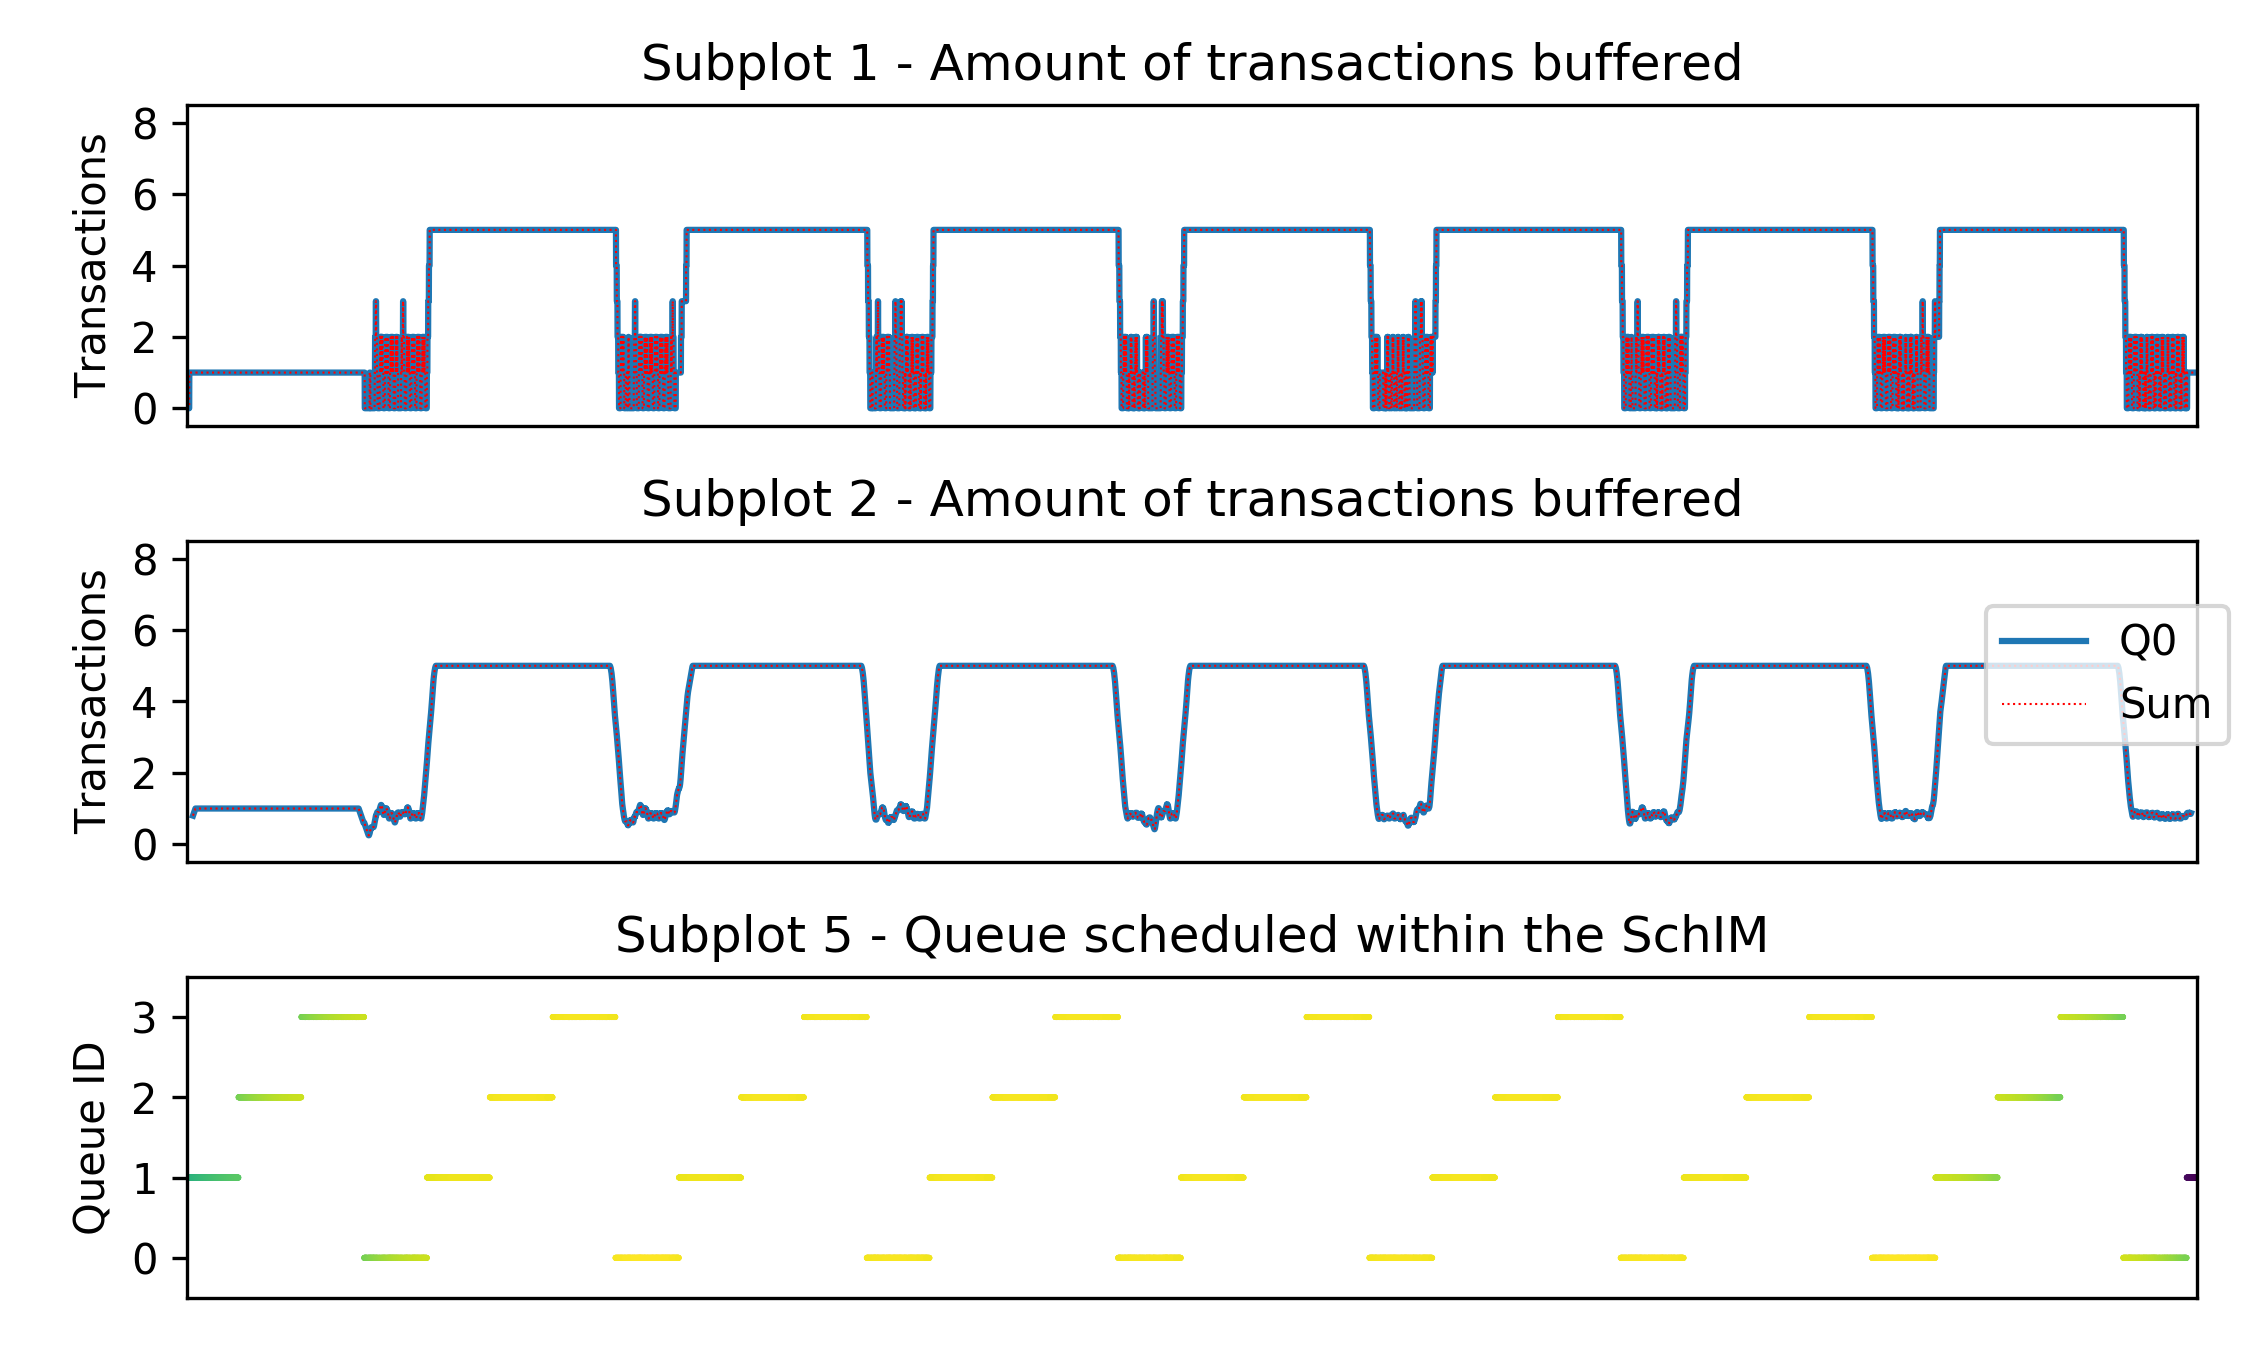 Subplot 1 - Amount of transactions buffered
Transactions
8
6
4
2
0
Subplot 2 - Amount of transactions buffered
Transactions
8
6
4
2
0
Q0
Sum
Subplot 5 - Queue scheduled within the SchIM
Queue ID
3
2
1
0